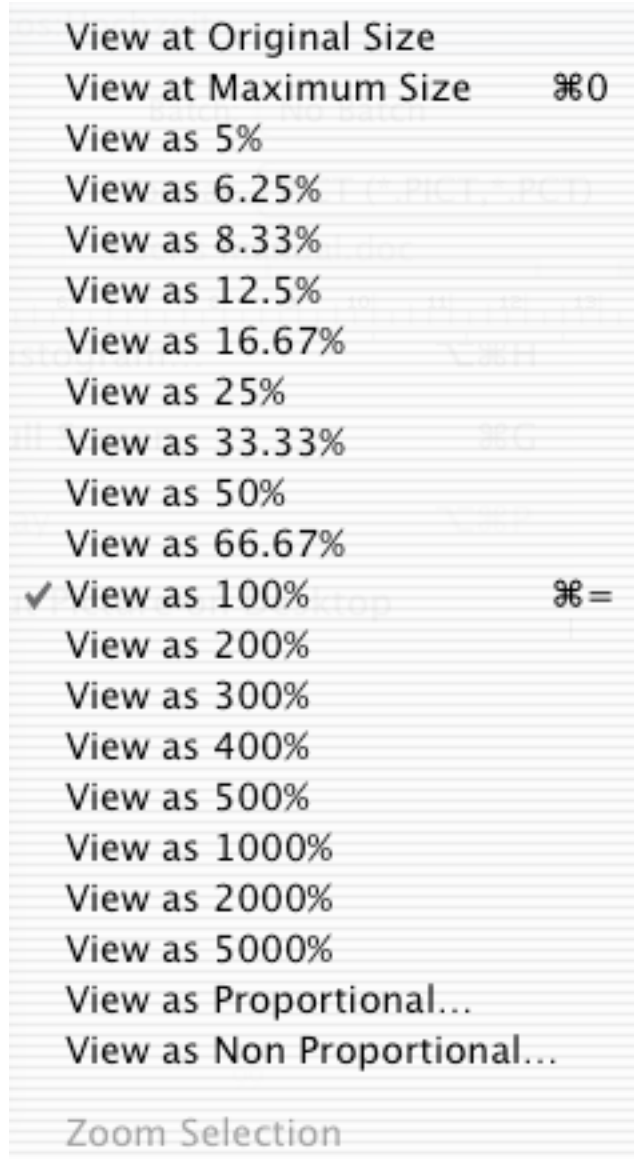 View at Original Size
View at Maximum Size ⌘0
View as 5%
View as 6.25%
View as 8.33%
View as 12.5%
View as 16.67%
View as 25%
View as 33.33%
View as 50%
View as 66.67%
✓ View as 100% ⌘=
View as 200%
View as 300%
View as 400%
View as 500%
View as 1000%
View as 2000%
View as 5000%
View as Proportional...
View as Non Proportional...
Zoom Selection